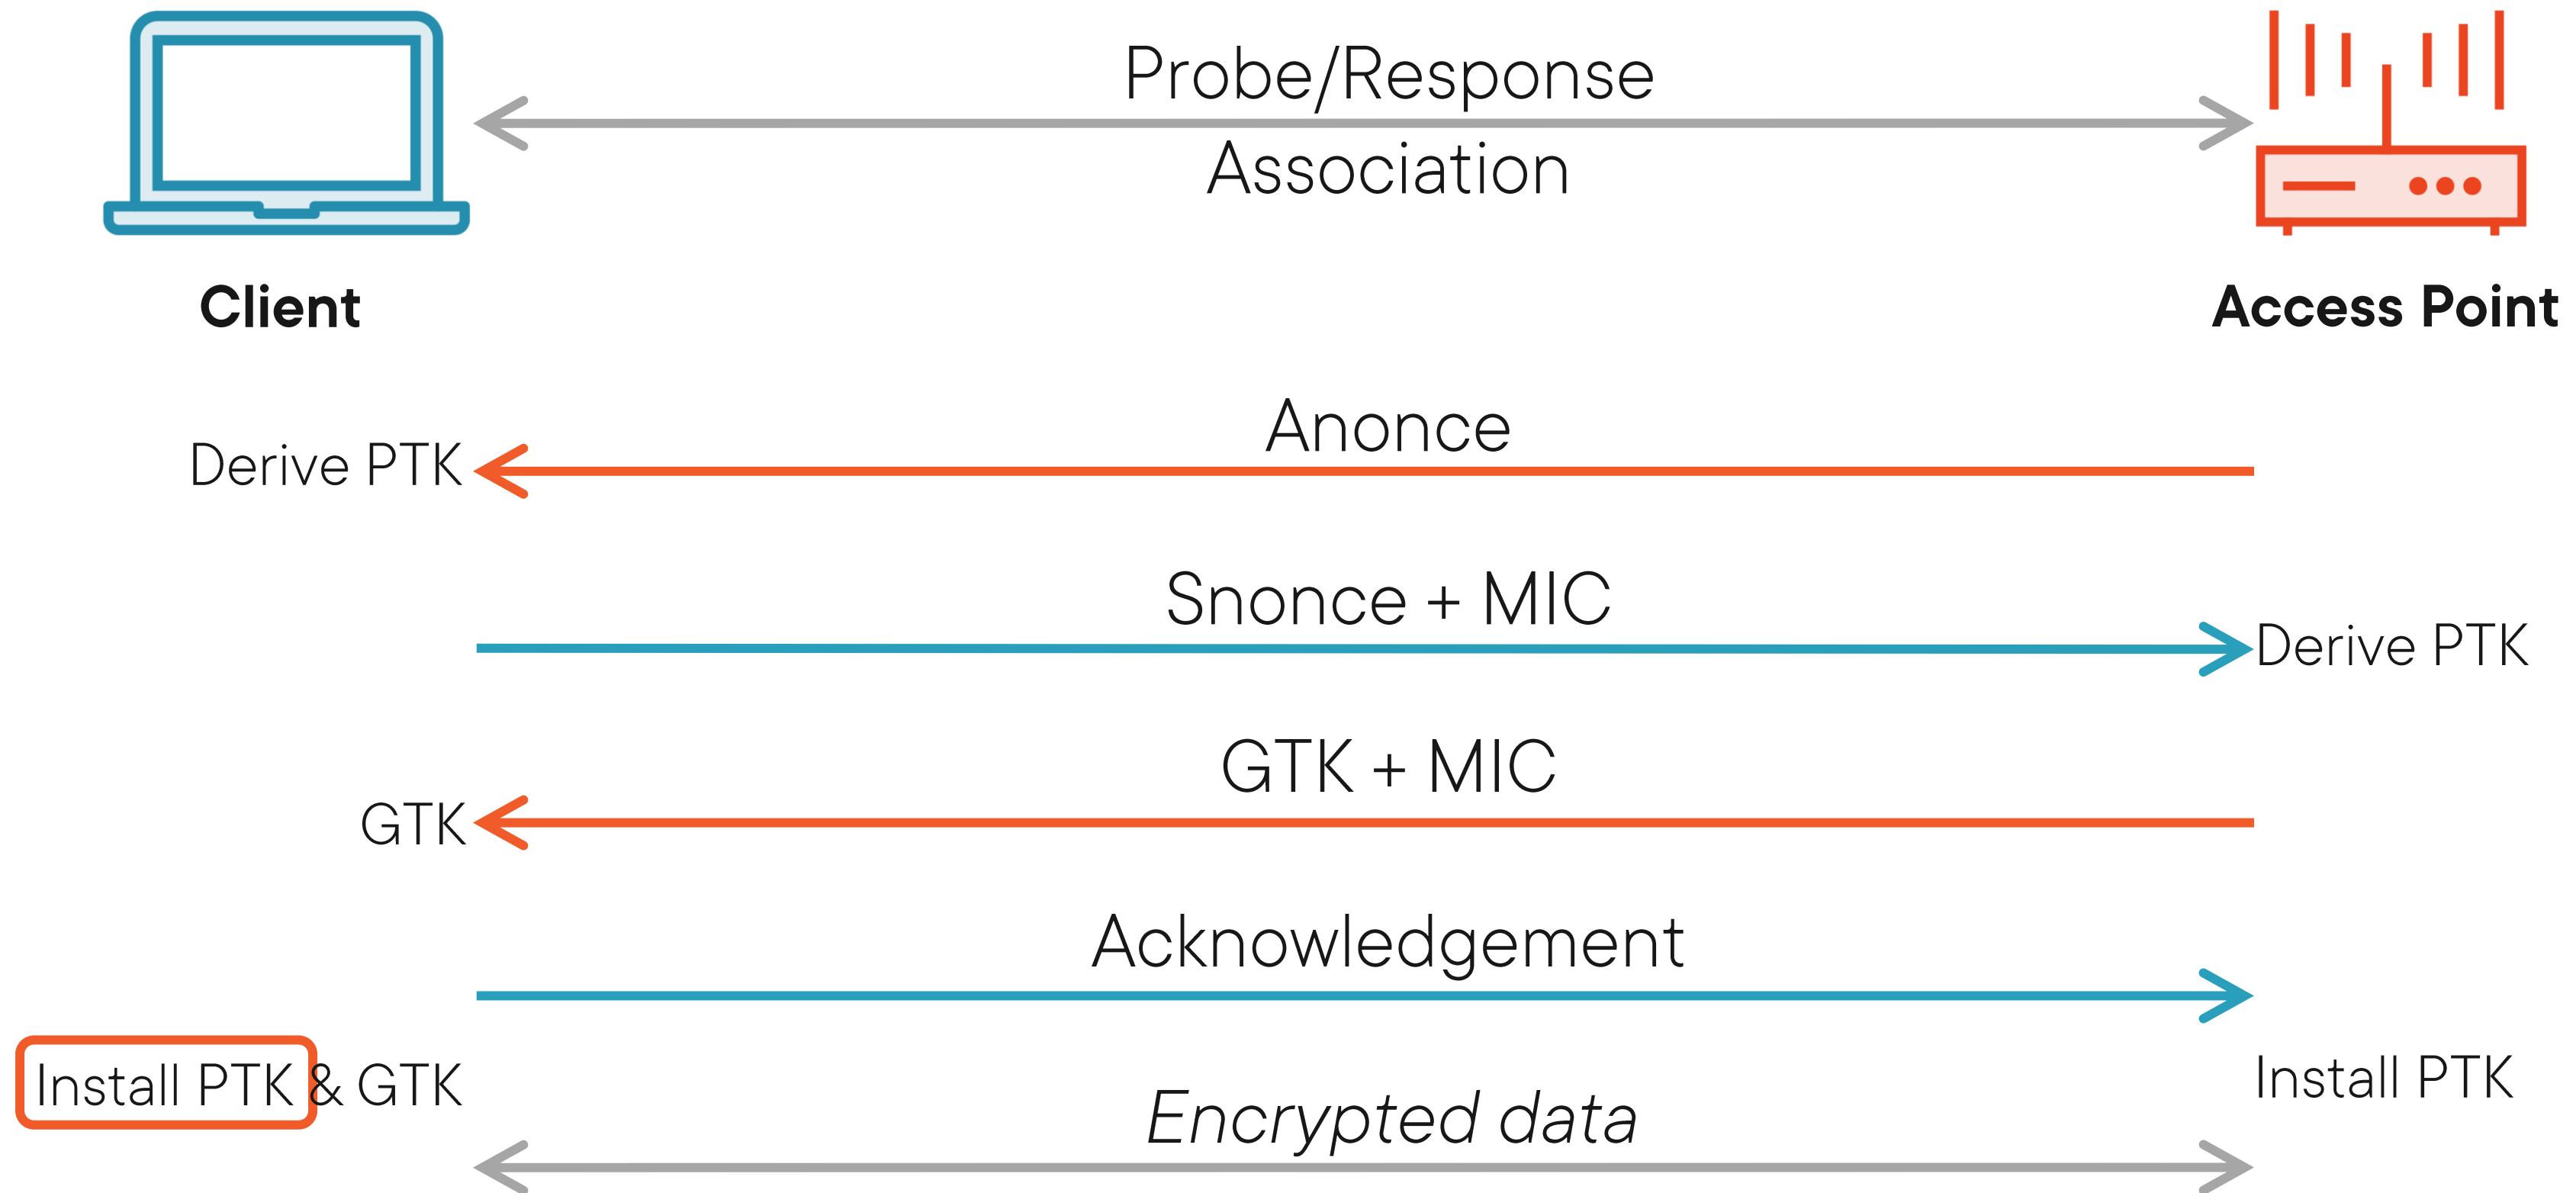 Probe/Response
Association
Client
Access Point
Anonce
Derive PTK
Snonce + MIC
Derive PTK
GTK + MIC
GTK
Acknowledgement
Install PTK & GTK
Install PTK
Encrypted data